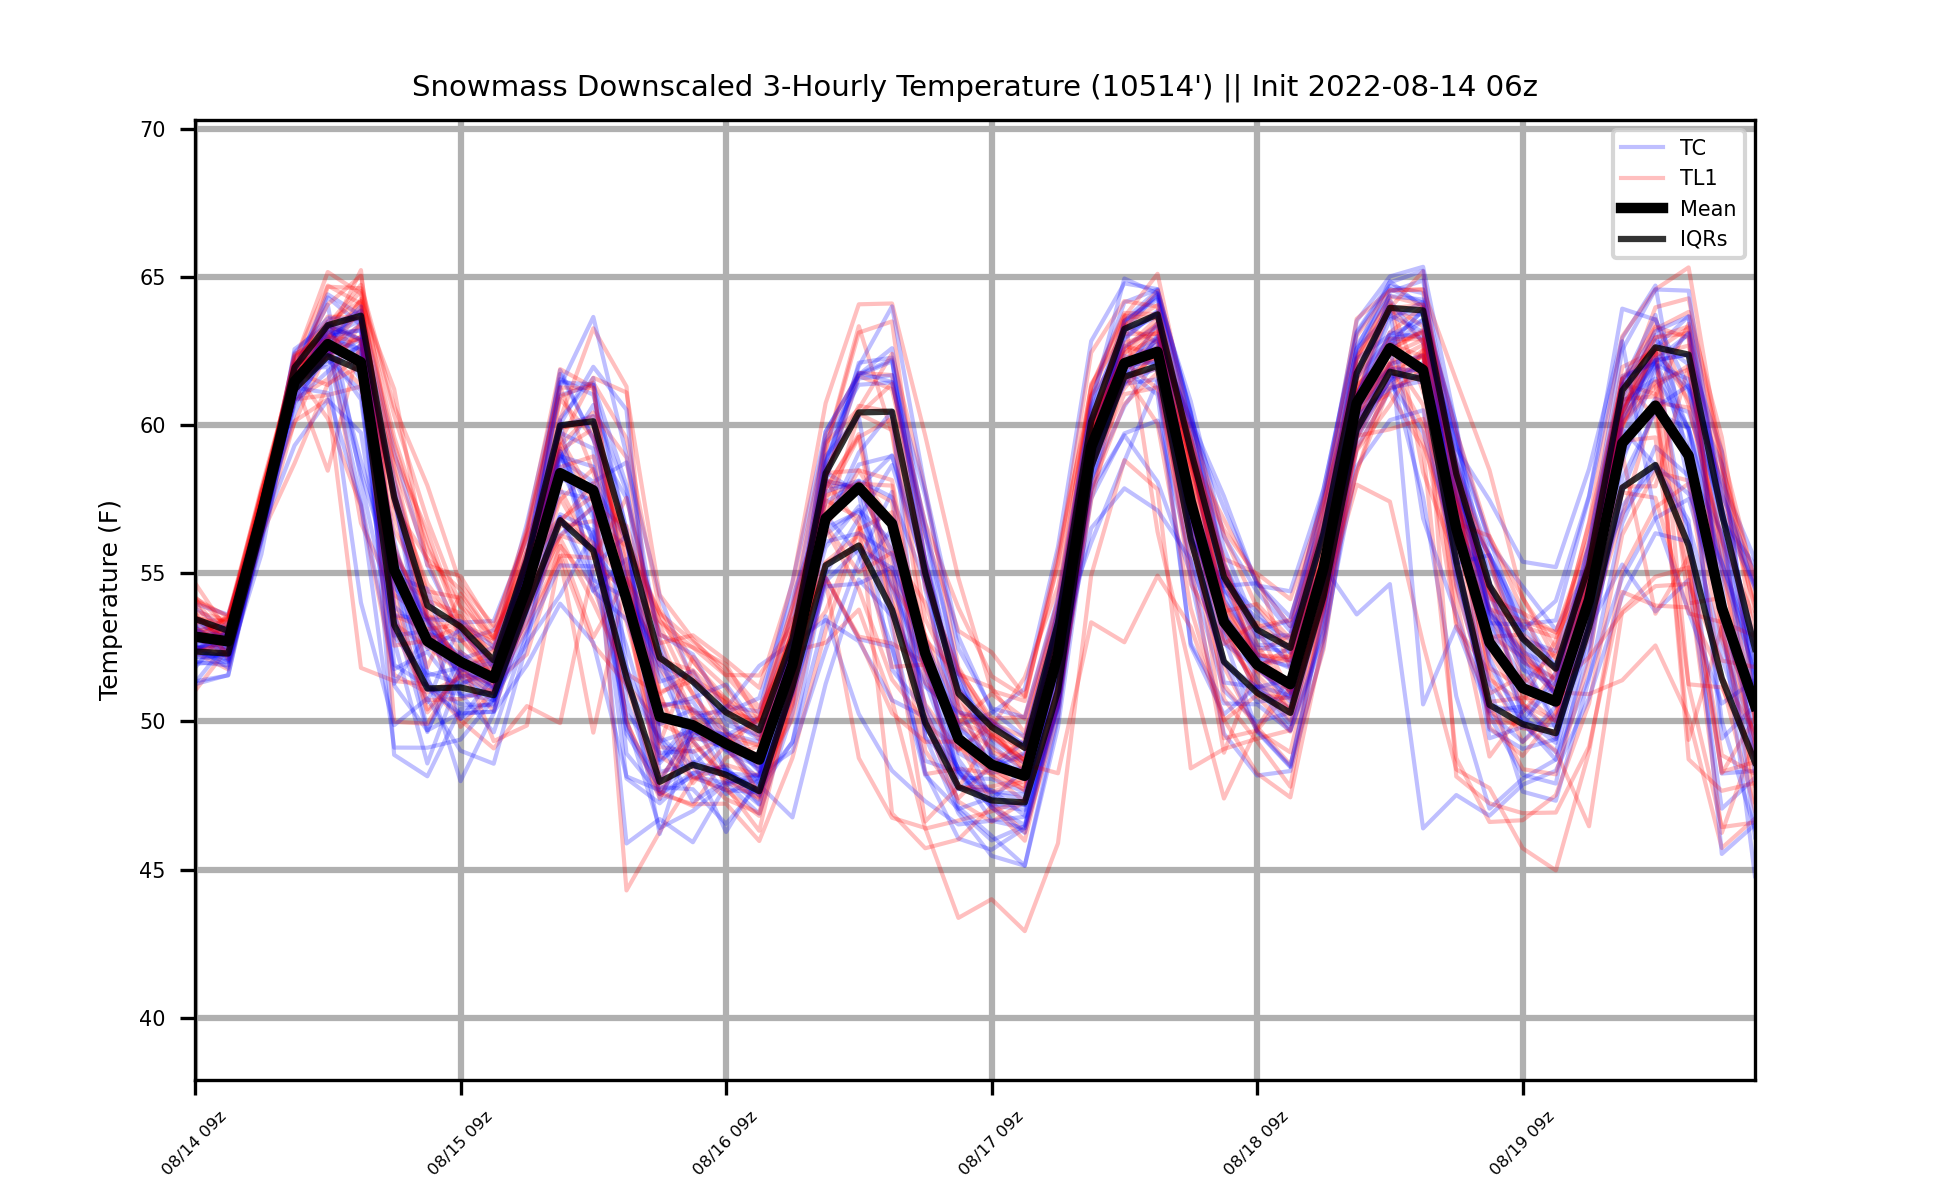 Snowmass Downscaled 3-Hourly Temperature (10514') || Init 2022-08-14 06z
TC
TL1
Mean
IQRs
Temperature (F)
70
65
60
55
50
45
40
08/14 09z
08/15 09z
08/16 09z
08/17 09z
08/18 09z
08/19 09z